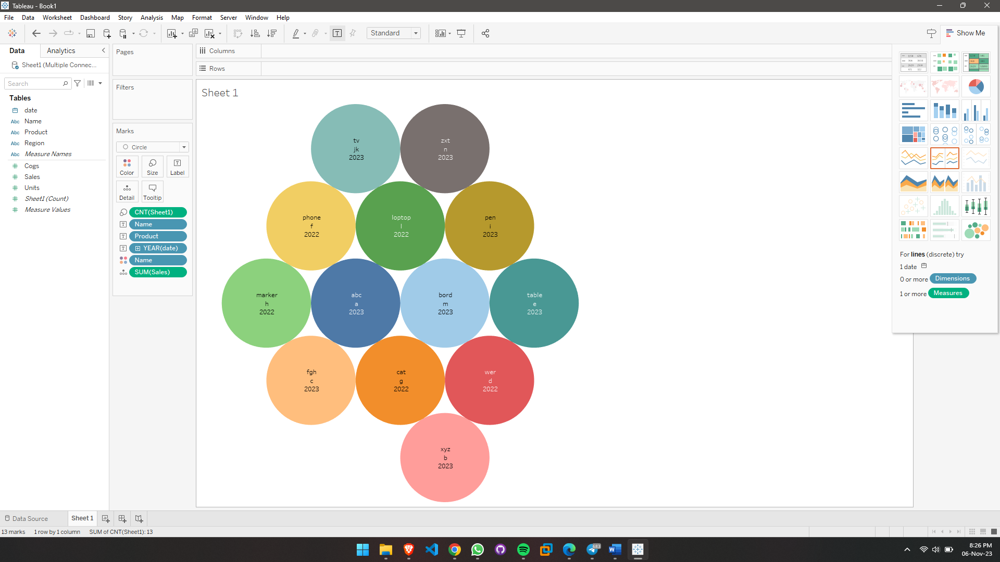 Tableau - Book1
File Data Worksheet Dashboard Story Analysis Map Format Server Window Help
Standard
Show Me
Data Analytics
Sheet1 (Multiple Connec...
Search
Tables
date
Name
Product
Region
Measure Names
Cogs
Sales
Units
Sheet1 (Count)
Measure Values
Pages
Filters
Marks
Circle
Color Size Label
Detail Tooltip
CNT(Sheet1)
Name
Product
YEAR(date)
Name
SUM(Sales)
Columns
Rows
Sheet 1
tv
jk
2023
zxt
n
2023
phone
f
2022
loptop
l
2022
pen
i
2023
marker
h
2022
abc
a
2023
bord
m
2023
table
e
2023
fgh
c
2023
cat
g
2022
wer
d
2022
xyz
b
2023
For lines (discrete) try
1 date
0 or more Dimensions
1 or more Measures
Data Source Sheet 1
13 marks 1 row by 1 column SUM of CNT(Sheet1): 13
683
8:26 PM
06-Nov-23